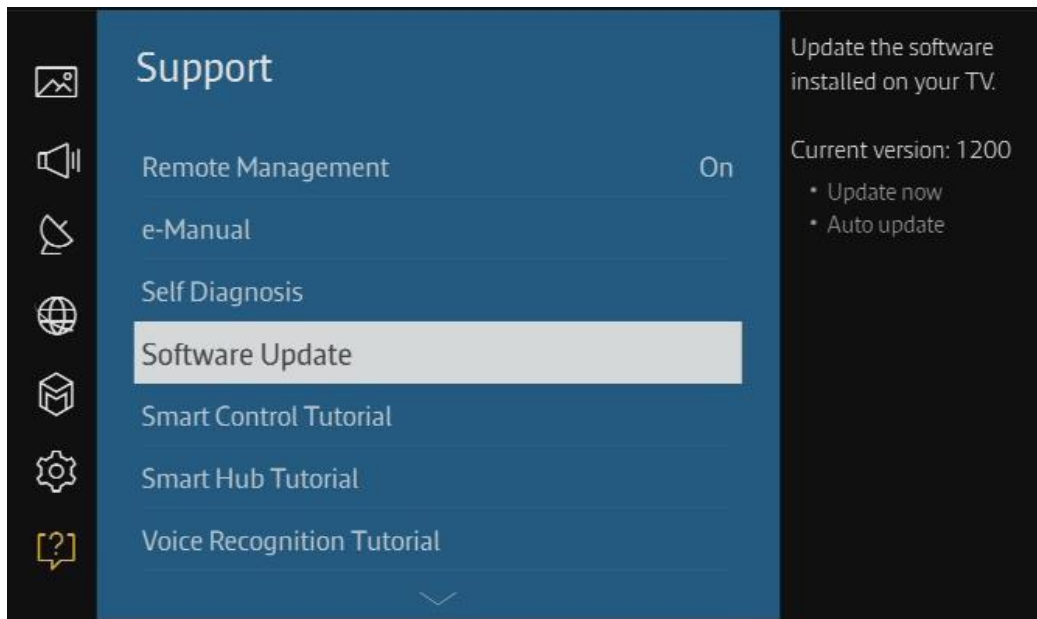 Support
Remote Management On
e-Manual
Self Diagnosis
Software Update
Smart Control Tutorial
Smart Hub Tutorial
Voice Recognition Tutorial
Update the software
installed on your TV.
Current version: 1200
• Update now
• Auto update
[?]